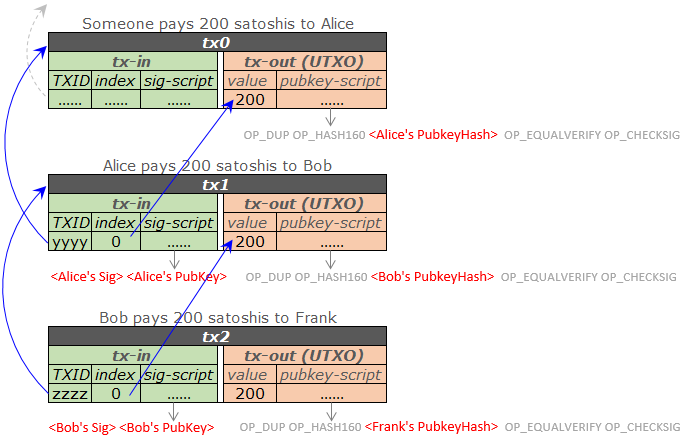 Someone pays 200 satoshis to Alice
tx0
tx-in tx-out (UTXO)
TXID index sig-script value pubkey-script
...... ...... ...... 200 ......
OP_DUP OP_HASH160 <Alice's PubkeyHash> OP_EQUALVERIFY OP_CHECKSIG
Alice pays 200 satoshis to Bob
tx1
tx-in tx-out (UTXO)
TXID index sig-script value pubkey-script
yyyy 0 ...... 200 ......
<Alice's Sig> <Alice's PubKey> OP_DUP OP_HASH160 <Bob's PubkeyHash> OP_EQUALVERIFY OP_CHECKSIG
Bob pays 200 satoshis to Frank
tx2
tx-in tx-out (UTXO)
TXID index sig-script value pubkey-script
zzzz 0 ...... 200 ......
<Bob's Sig> <Bob's PubKey> OP_DUP OP_HASH160 <Frank's PubkeyHash> OP_EQUALVERIFY OP_CHECKSIG